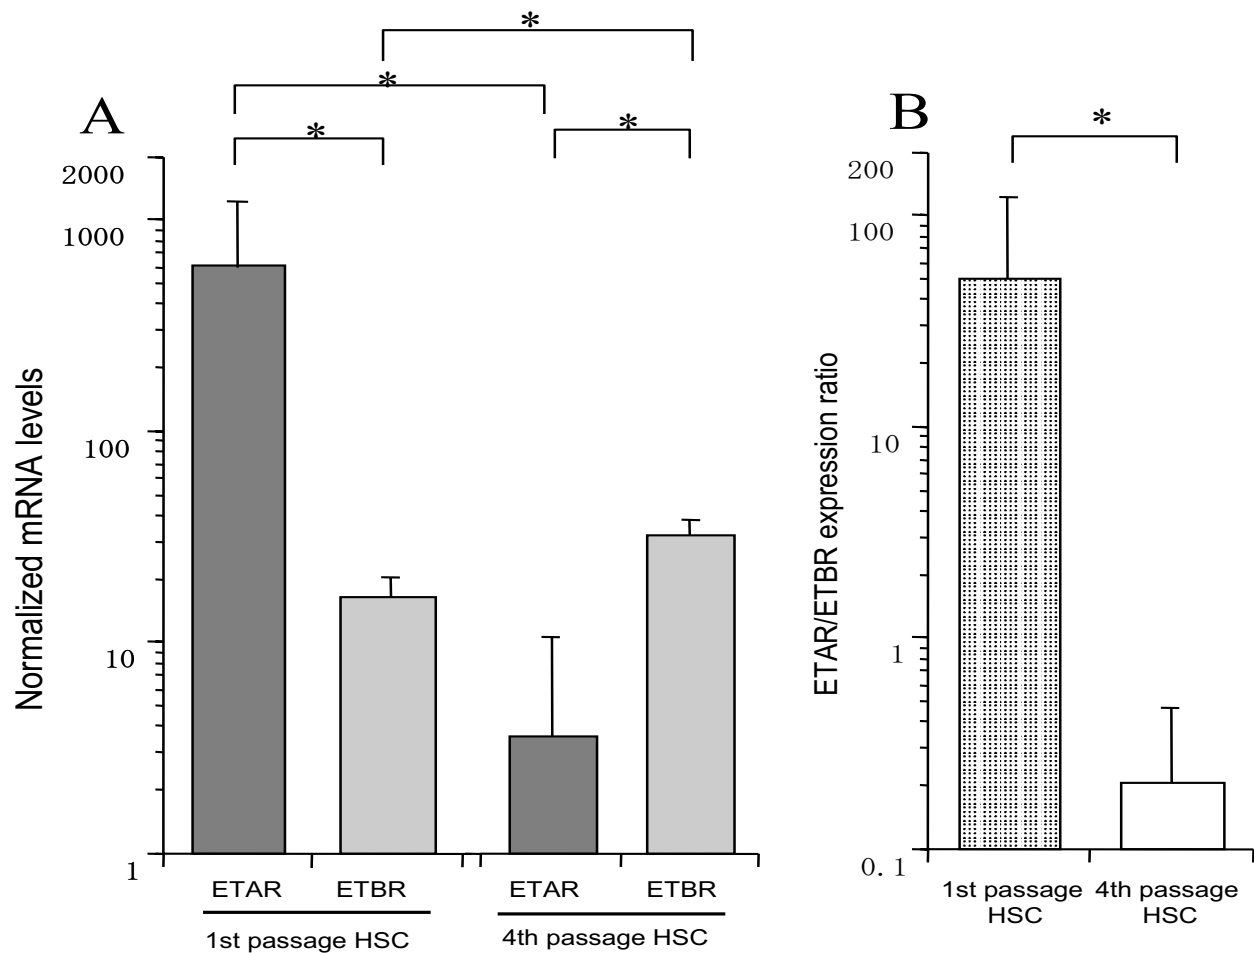 *
*
A
*
*
2000
1000
100
10
1
Normalized mRNA levels
ETAR ETBR ETAR ETBR
1st passage HSC 4th passage HSC
B
*
200
100
10
1
0.1
ETAR/ETBR expression ratio
1st passage 4th passage
HSC HSC